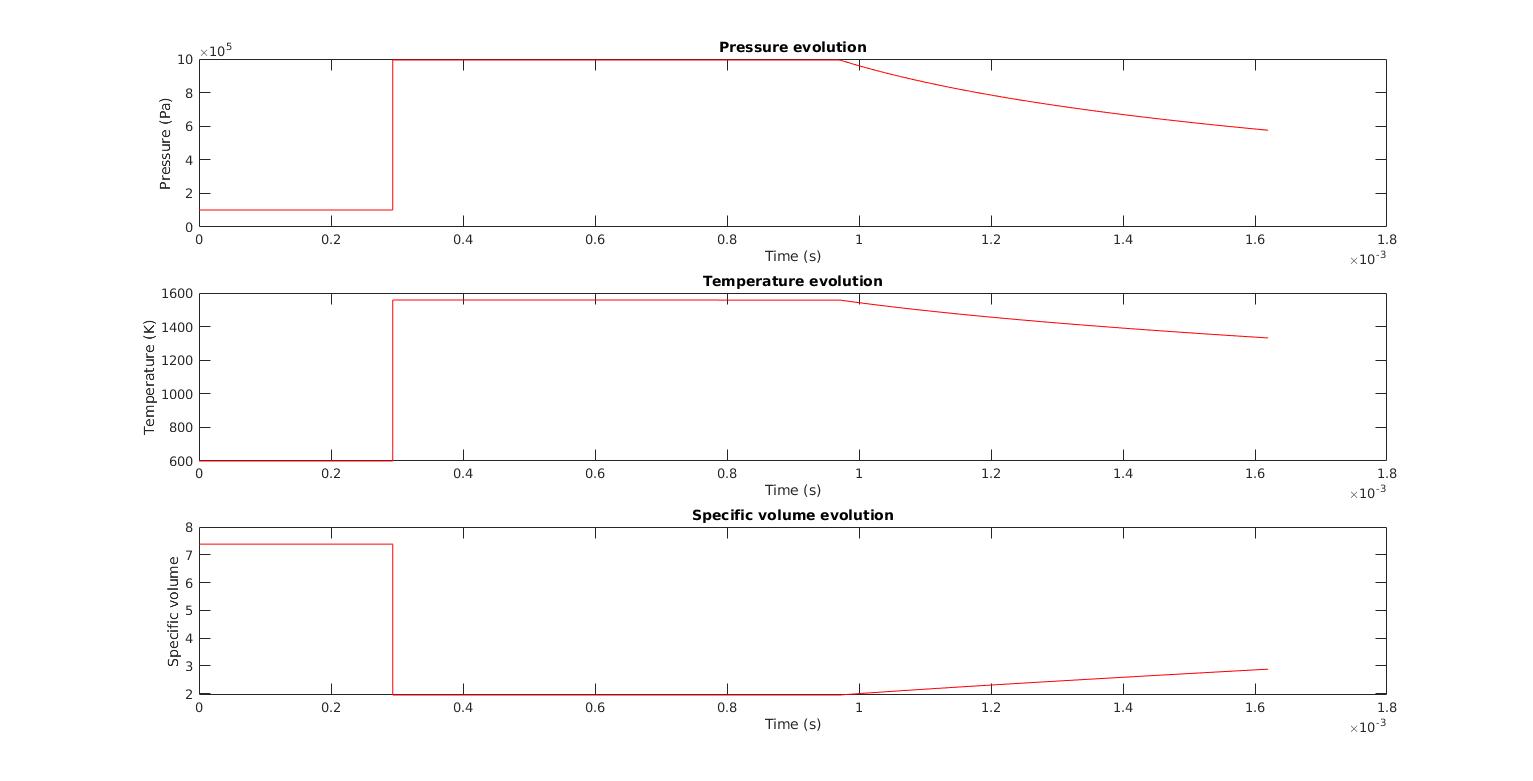 Pressure evolution
×10^5
10
8
6
4
2
0
Pressure (Pa)
0 0.2 0.4 0.6 0.8 1 1.2 1.4 1.6 1.8
Time (s)
×10^-3
Temperature evolution
1600
1400
1200
1000
800
600
Temperature (K)
0 0.2 0.4 0.6 0.8 1 1.2 1.4 1.6 1.8
Time (s)
×10^-3
Specific volume evolution
8
7
6
5
4
3
2
Specific volume
0 0.2 0.4 0.6 0.8 1 1.2 1.4 1.6 1.8
Time (s)
×10^-3